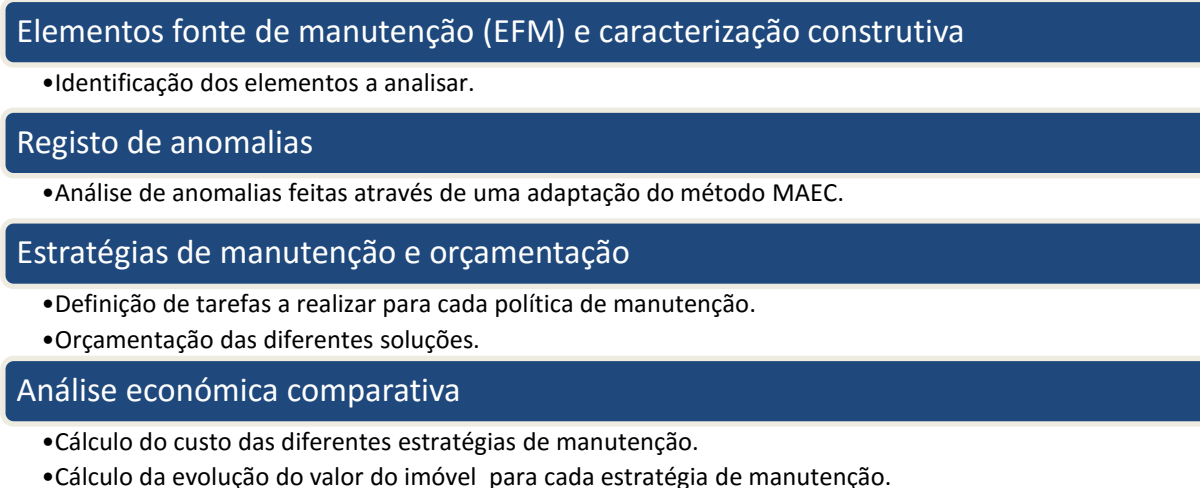 Elementos fonte de manutenção (EFM) e caracterização construtiva
•Identificação dos elementos a analisar.
Registo de anomalias
•Análise de anomalias feitas através de uma adaptação do método MAEC.
Estratégias de manutenção e orçamentação
•Definição de tarefas a realizar para cada política de manutenção.
•Orçamentação das diferentes soluções.
Análise económica comparativa
•Cálculo do custo das diferentes estratégias de manutenção.
•Cálculo da evolução do valor do imóvel  para cada estratégia de manutenção.